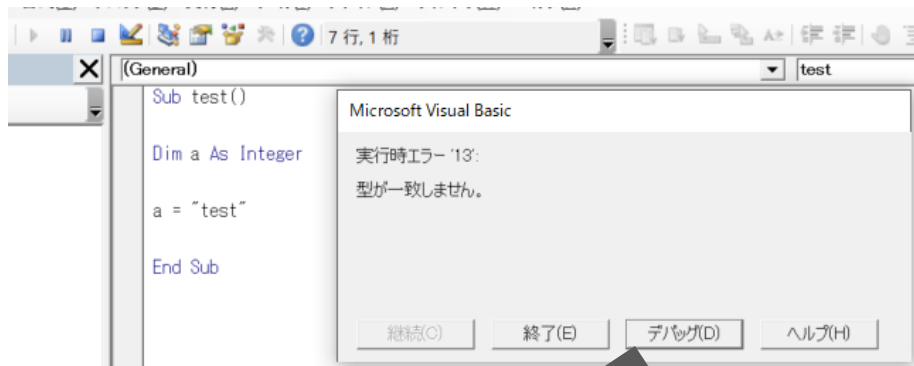 7 行, 1 桁
(General)
test
Sub test()
Dim a As Integer
a = "test"
End Sub
Microsoft Visual Basic
実行時エラー '13':
型が一致しません。
継続(C)
終了(E)
デバッグ(D)
ヘルプ(H)